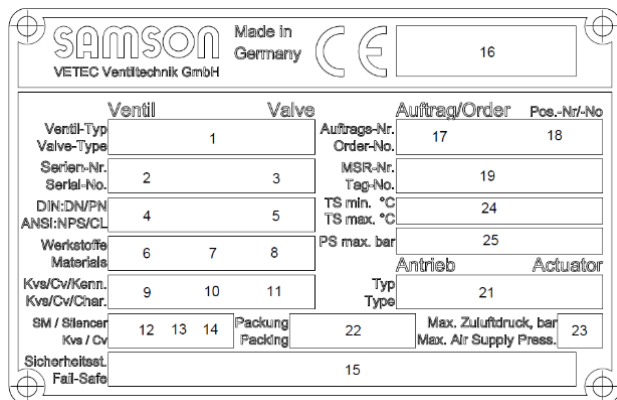 SAMSON Made in
VETEC Ventiltechnik GmbH Germany CE 16
Ventil Valve Auftrag/Order Pos.-Nr/-No
Ventil-Typ
Valve-Type 1 Auftrags-Nr.
Order-No. 17 18
Serien-Nr.
Serial-No. 2 3 MSR-Nr.
Tag-No. 19
DIN:DN/PN
ANSI:NPS/CL 4 5 TS min. °C
TS max. °C 24
Werkstoffe
Materials 6 7 8 PS max. bar 25
Antrieb Actuator
Kvs/Cv/Kenn.
Kvs/Cv/Char. 9 10 11 Typ
Type 21
SM / Silencer
Kvs / Cv 12 13 14 Packung
Packing 22 Max. Zuluftdruck, bar
Max. Air Supply Press. 23
Sicherheitsst.
Fail-Safe 15